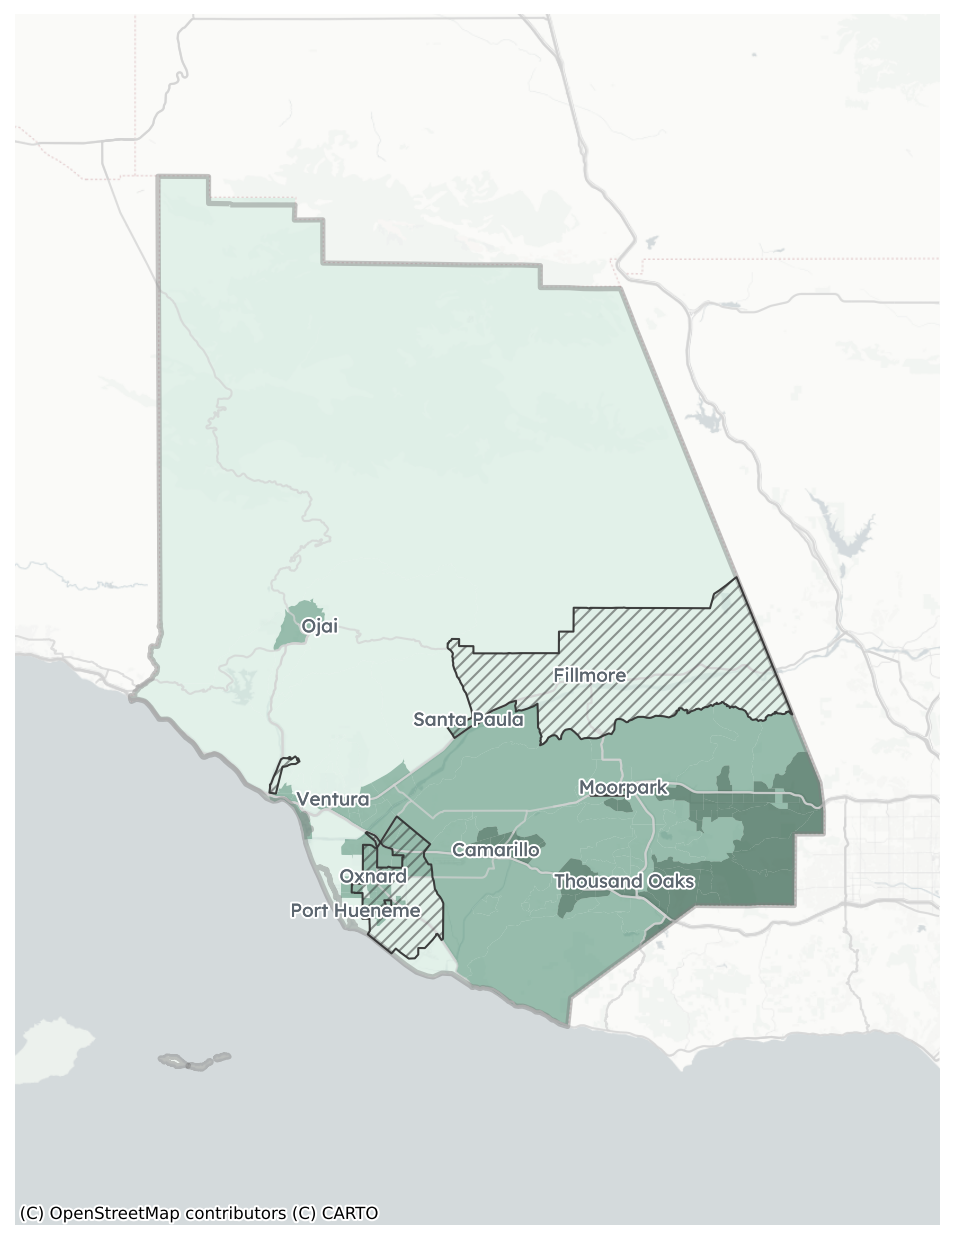 Ojai
Fillmore
Santa Paula
Moorpark
Ventura
Camarillo
Oxnard
Thousand Oaks
Port Hueneme
(C) OpenStreetMap contributors (C) CARTO